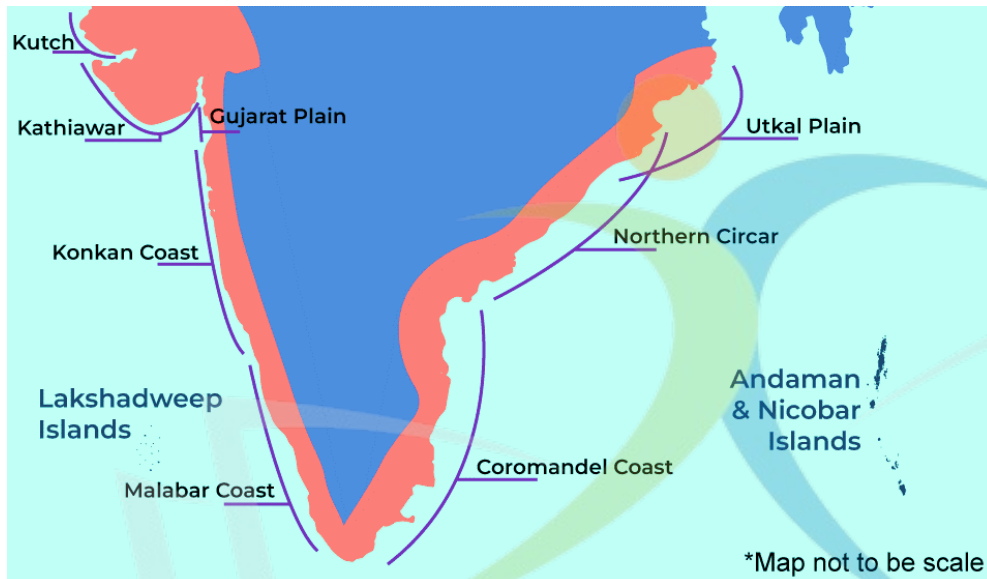 Kutch
Kathiawar
Gujarat Plain
Utkal Plain
Konkan Coast
Northern Circar
Lakshadweep
Islands
Andaman
& Nicobar
Islands
Malabar Coast
Coromandel Coast
*Map not to be scale